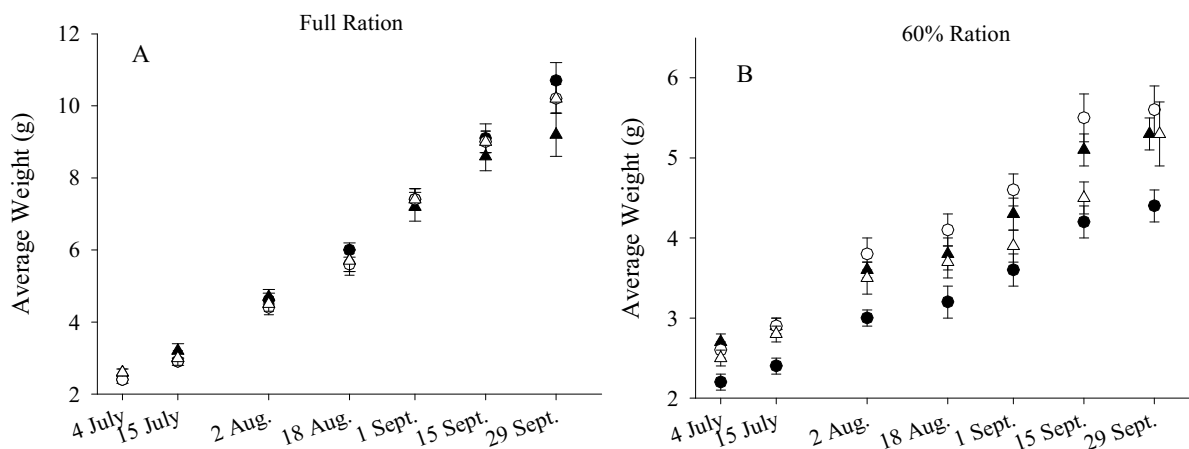 Full Ration
A
Average Weight (g)
12
10
8
6
4
2
4 July
15 July
2 Aug.
18 Aug.
1 Sept.
15 Sept.
29 Sept.
60% Ration
B
Average Weight (g)
6
5
4
3
2
4 July
15 July
2 Aug.
18 Aug.
1 Sept.
15 Sept.
29 Sept.